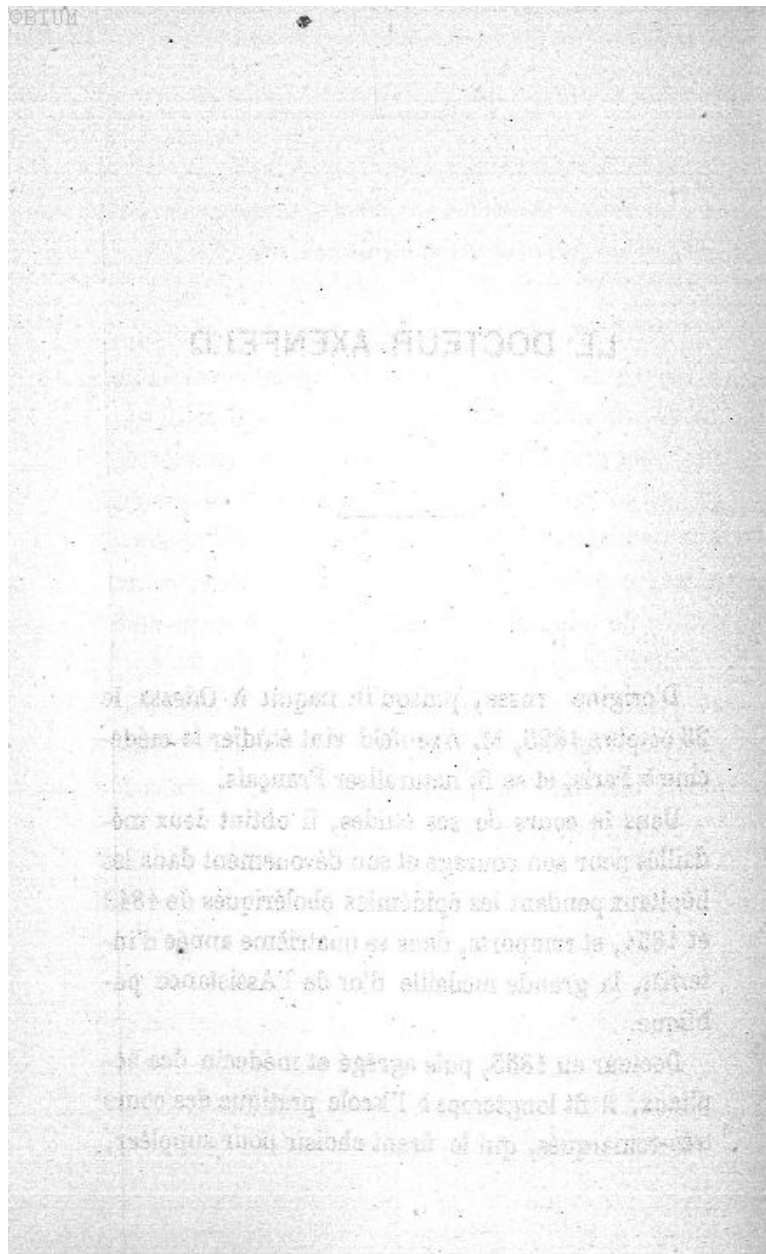 ©BIUM
LE DOCTEUR AXENFELD
D'origine russe, puisqu'il naquit à Odessa le
octobre 1825, M. Axenfeld vint étudier la méde-
cine à Paris, et se fit naturaliser Français.
Dans le cours de ses études, il obtint deux mé-
dailles pour son courage et son dévouement dans les
hôpitaux pendant les épidémies cholériques de 1849
et 1854, et remporta, dans sa quatrième année d'in-
ternat, la grande médaille d'or de l'Assistance pu-
blique.
Docteur en puis agrégé et médecin des hô-
pitaux, il fit longtemps à l'école pratique des cours
très-remarqués, qui le firent choisir pour suppléer,